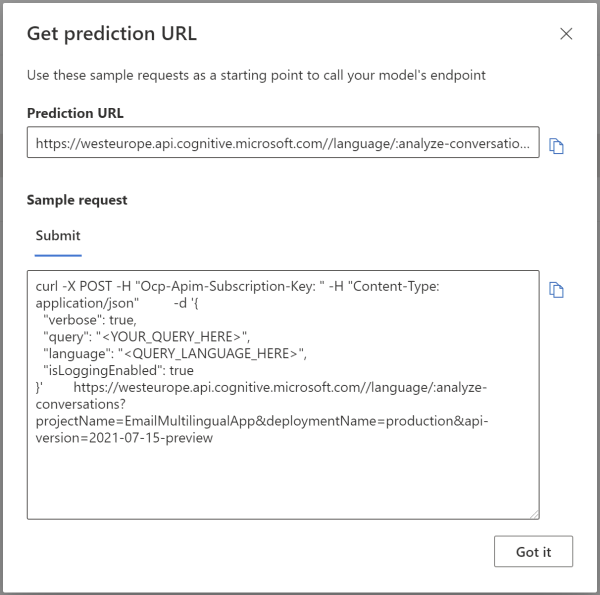 Get prediction URL
Use these sample requests as a starting point to call your model's endpoint
Prediction URL
https://westeurope.api.cognitive.microsoft.com//language/:analyze-conversatio...
Sample request
Submit
curl -X POST -H "Ocp-Apim-Subscription-Key: " -H "Content-Type:
application/json"          -d '{
  "verbose": true,
  "query": "<YOUR_QUERY_HERE>",
  "language": "<QUERY_LANGUAGE_HERE>",
  "isLoggingEnabled": true
}'        https://westeurope.api.cognitive.microsoft.com//language/:analyze-
conversations?
projectName=EmailMultilingualApp&deploymentName=production&api-
version=2021-07-15-preview
Got it